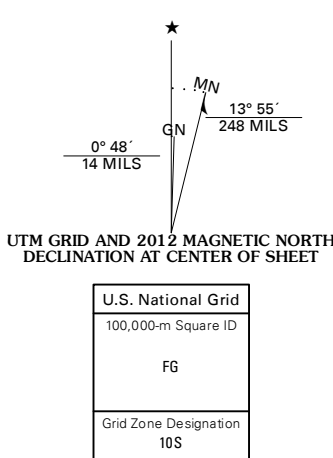 ★
MN
GN
13° 55´
248 MILS
0° 48´
14 MILS
UTM GRID AND 2012 MAGNETIC NORTH
DECLINATION AT CENTER OF SHEET
U.S. National Grid
100,000-m Square ID
FG
Grid Zone Designation
10S